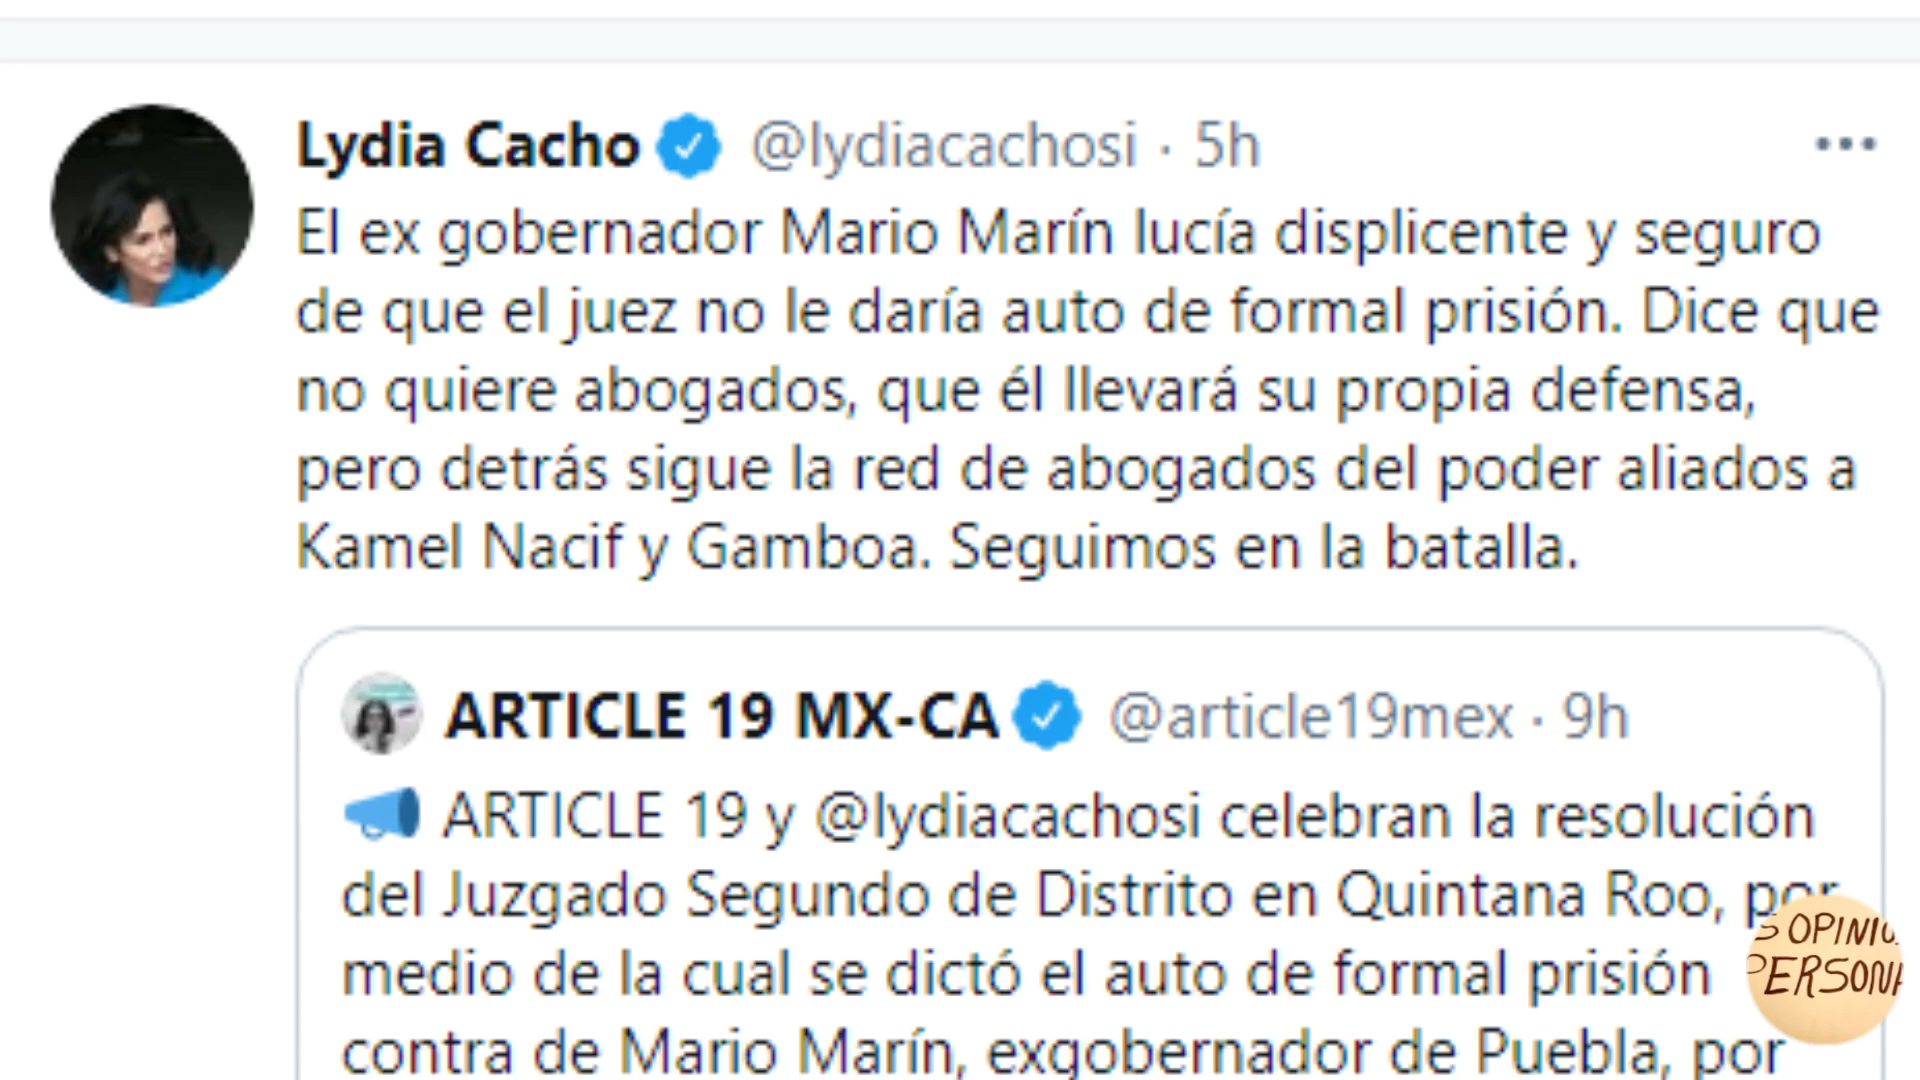 Lydia Cacho @lydiacachosi · 5h
El ex gobernador Mario Marín lucía displicente y seguro
de que el juez no le daría auto de formal prisión. Dice que
no quiere abogados, que él llevará su propia defensa,
pero detrás sigue la red de abogados del poder aliados a
Kamel Nacif y Gamboa. Seguimos en la batalla.
ARTICLE 19 MX-CA @article19mex · 9h
ARTICLE 19 y @lydiacachosi celebran la resolución
del Juzgado Segundo de Distrito en Quintana Roo, por
medio de la cual se dictó el auto de formal prisión
contra de Mario Marín, exgobernador de Puebla, por